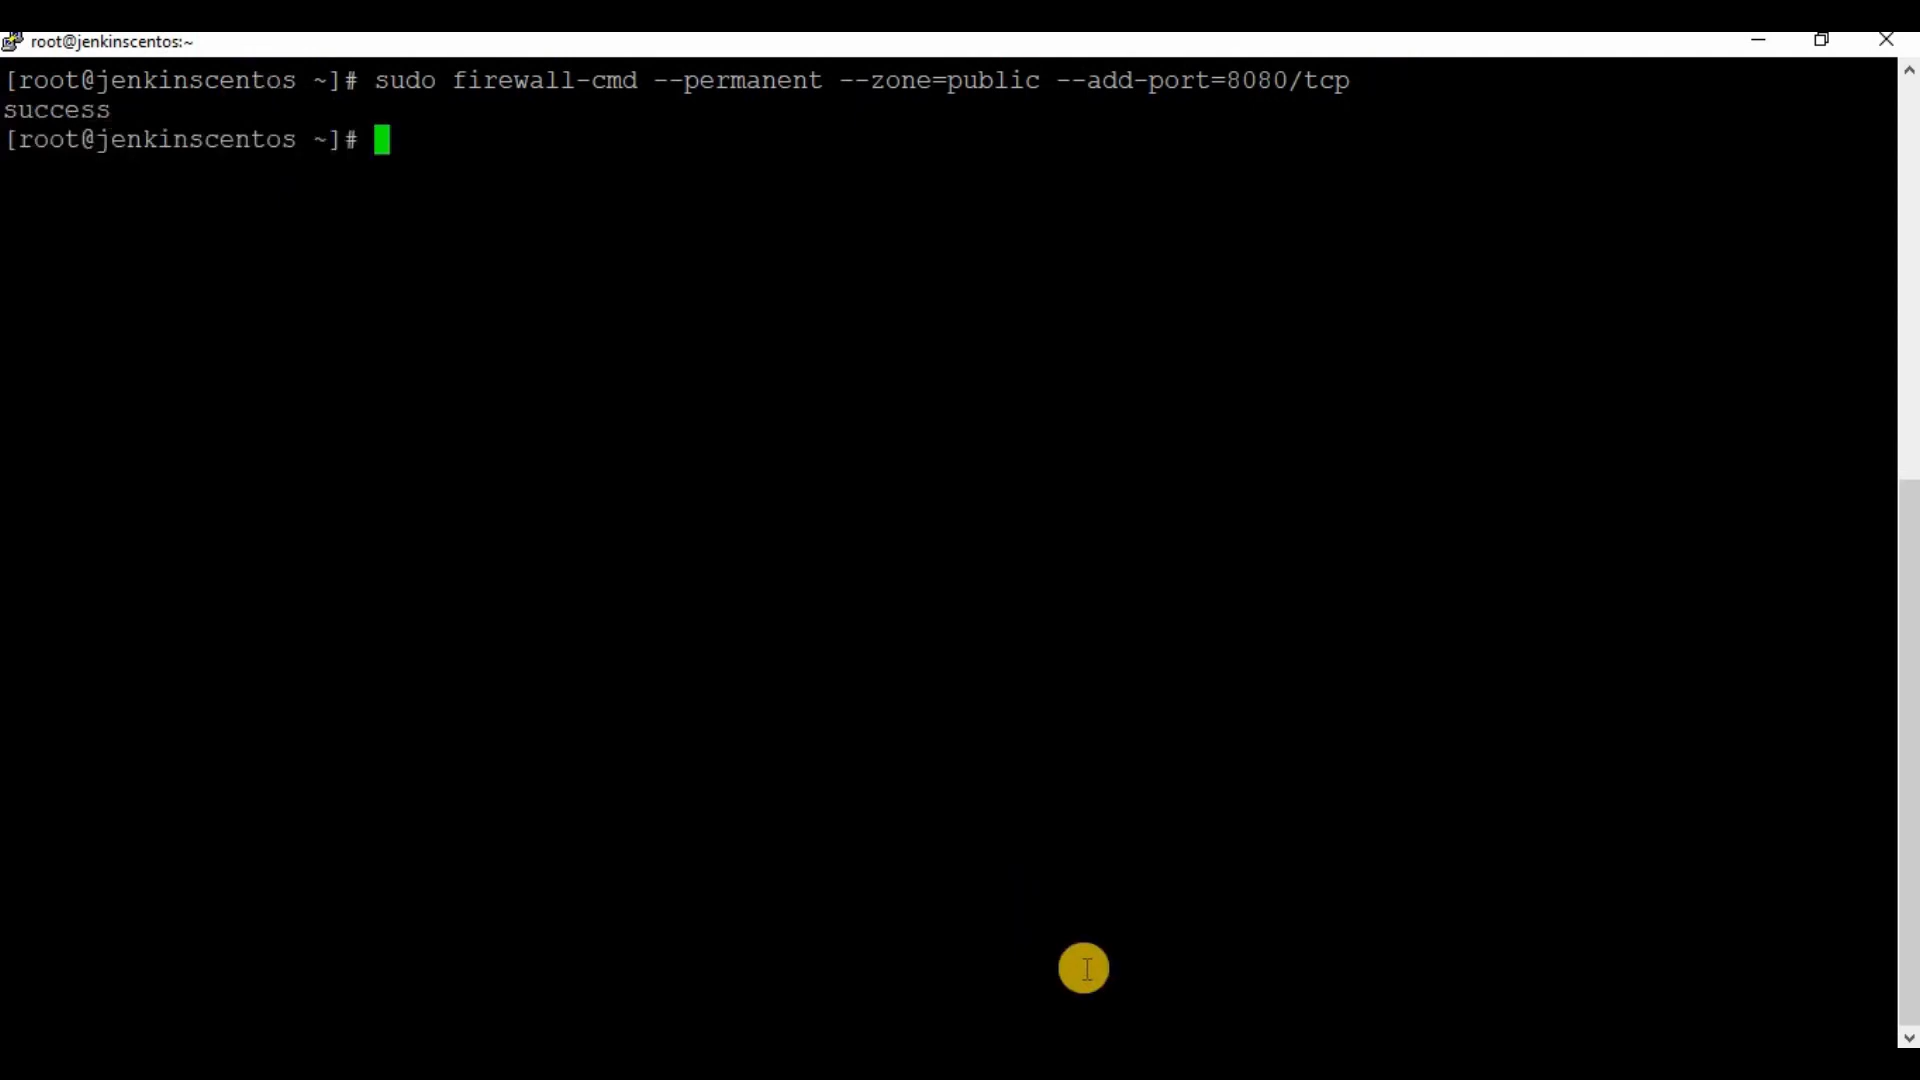 root@jenkinscentos:~
[root@jenkinscentos ~]# sudo firewall-cmd --permanent --zone=public --add-port=8080/tcp
success
[root@jenkinscentos ~]#